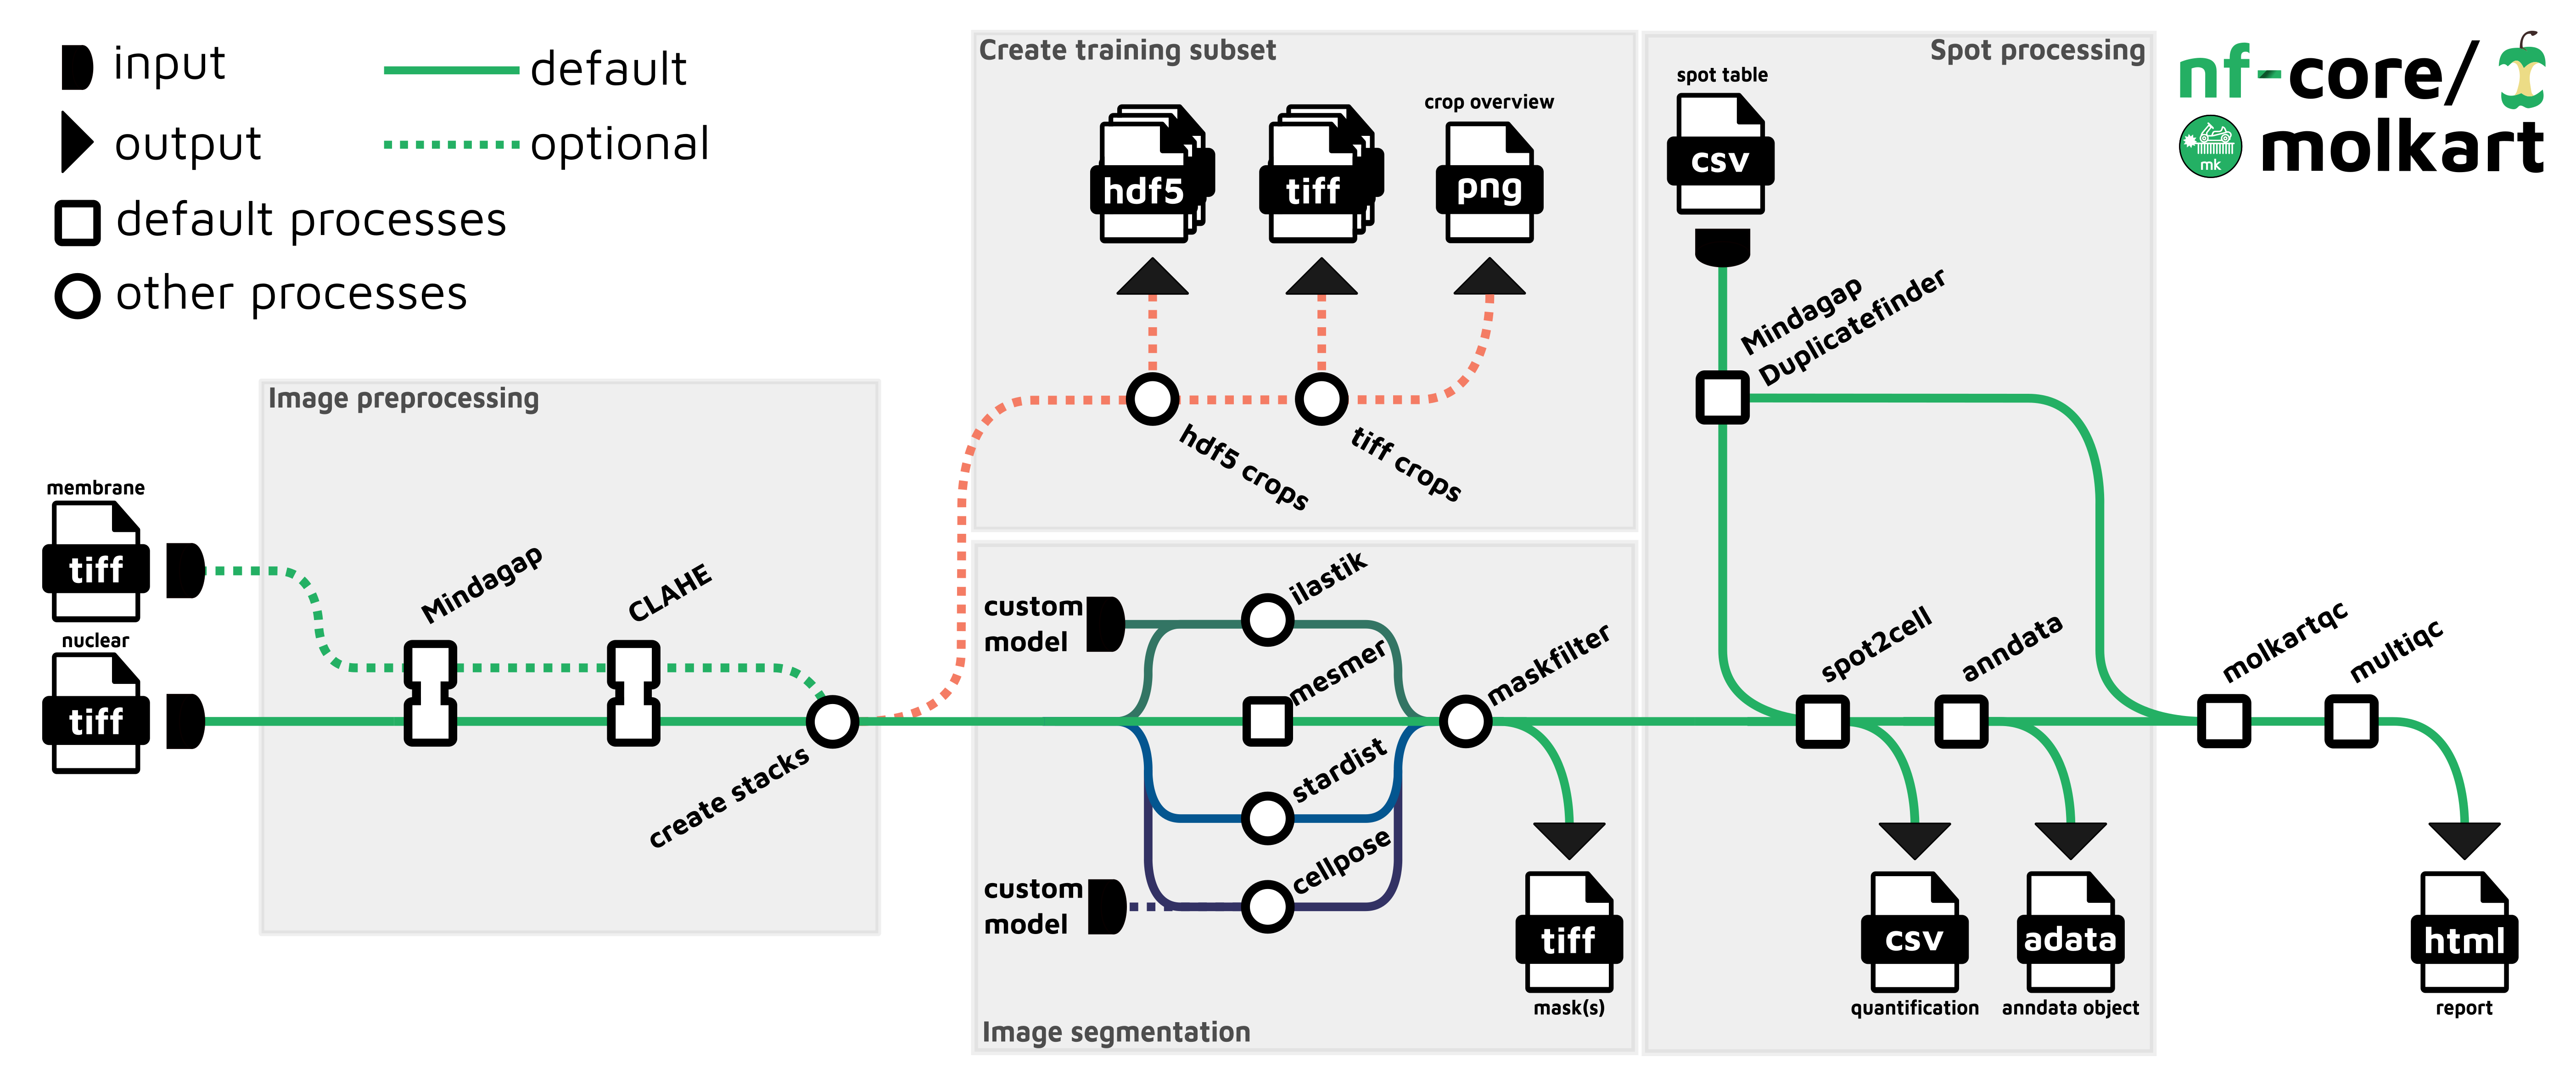 input
output
default processes
other processes
default
optional
nf-core/
mk
molkart
Image preprocessing
membrane
tiff
nuclear
tiff
Mindagap
CLAHE
create stacks
Create training subset
hdf5
tiff
crop overview
png
hdf5 crops
tiff crops
Image segmentation
custom
model
custom
model
ilastik
mesmer
stardist
cellpose
maskfilter
tiff
mask(s)
Spot processing
spot table
csv
Mindagap
Duplicatefinder
spot2cell
anndata
csv
quantification
adata
anndata object
molkartqc
multiqc
html
report